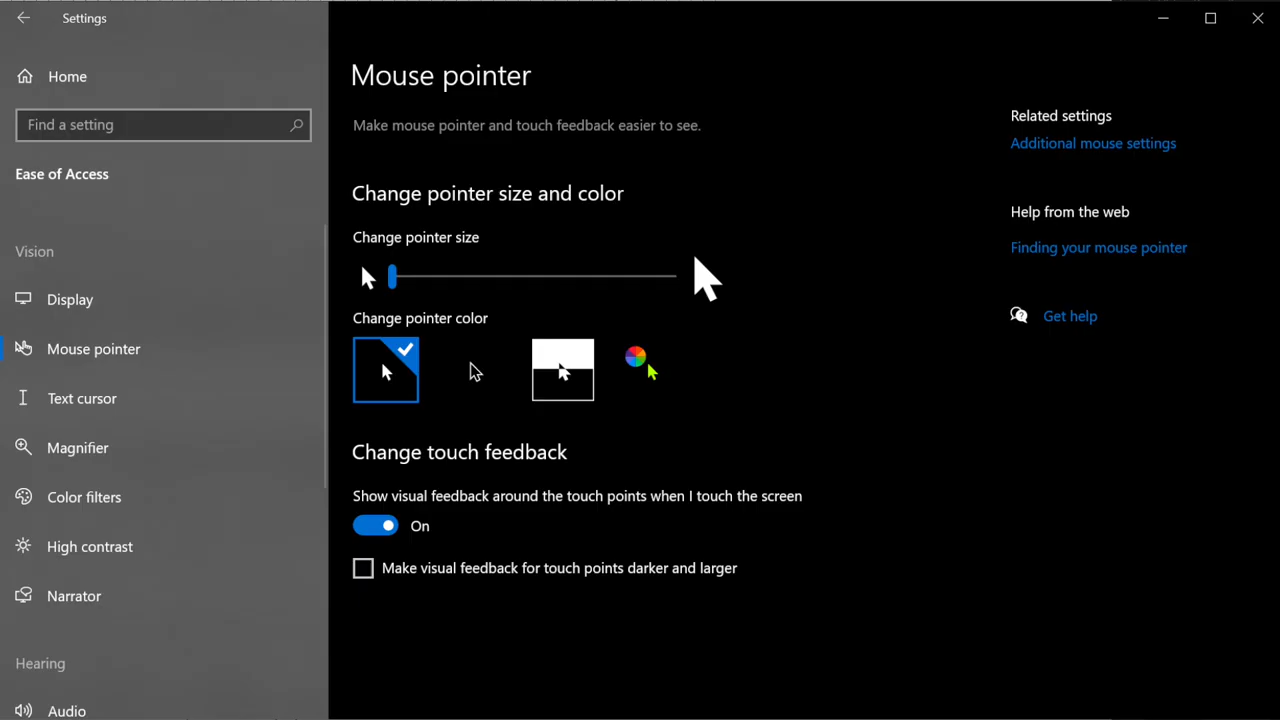 Settings
Home
Find a setting
Ease of Access
Vision
Display
Mouse pointer
Text cursor
Magnifier
Color filters
High contrast
Narrator
Hearing
Audio
Mouse pointer
Make mouse pointer and touch feedback easier to see.
Change pointer size and color
Change pointer size
Change pointer color
Change touch feedback
Show visual feedback around the touch points when I touch the screen
On
Make visual feedback for touch points darker and larger
Related settings
Additional mouse settings
Help from the web
Finding your mouse pointer
Get help